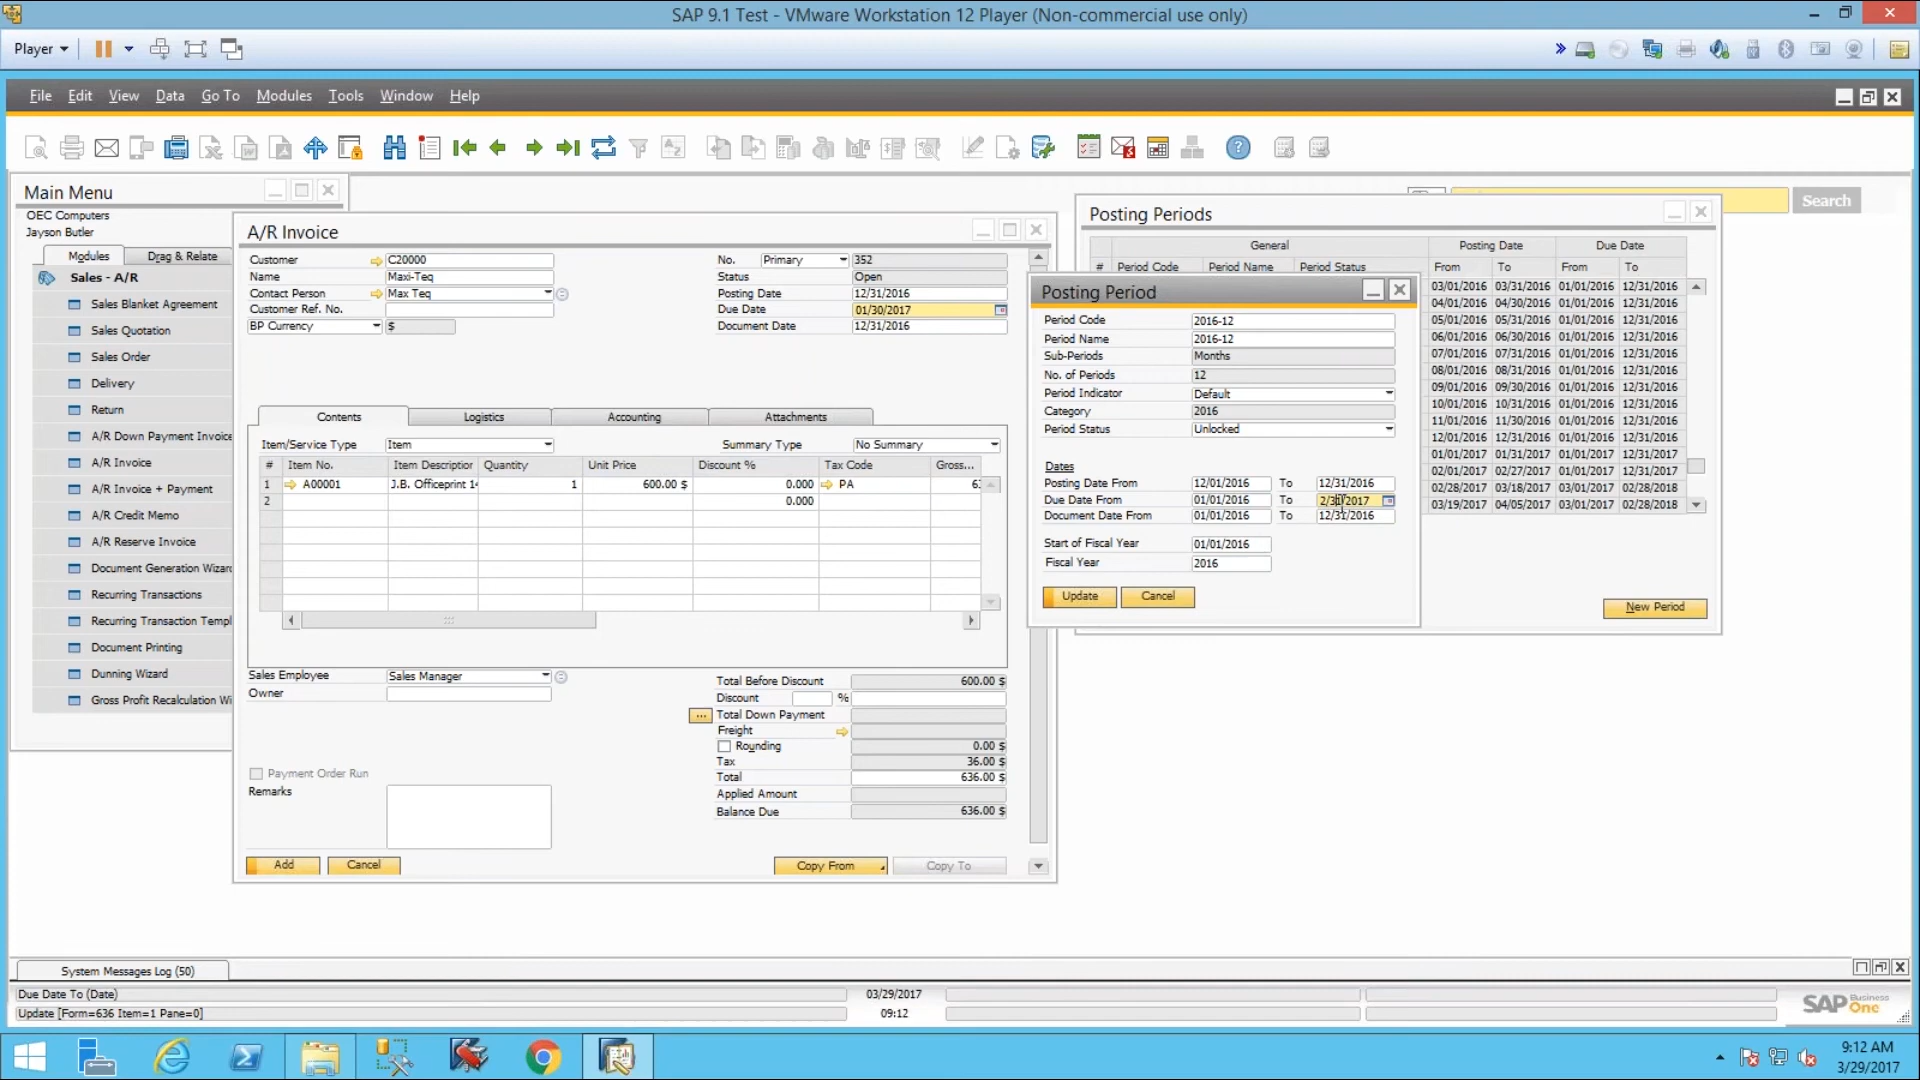 SAP 9.1 Test - VMware Workstation 12 Player (Non-commercial use only)
Player
File Edit View Data Go To Modules Tools Window Help
Main Menu
OEC Computers
Jayson Butler
Modules Drag & Relate
Sales - A/R
Sales Blanket Agreement
Sales Quotation
Sales Order
Delivery
Return
A/R Down Payment Invoice
A/R Invoice
A/R Invoice + Payment
A/R Credit Memo
A/R Reserve Invoice
Document Generation Wizard
Recurring Transactions
Recurring Transaction Templ
Document Printing
Dunning Wizard
Gross Profit Recalculation Wi
A/R Invoice
Customer C20000
Name Maxi-Teq
Contact Person Max Teq
Customer Ref. No.
BP Currency $
No. Primary 352
Status Open
Posting Date 12/31/2016
Due Date 01/30/2017
Document Date 12/31/2016
Contents Logistics Accounting Attachments
Item/Service Type Item Summary Type No Summary
# Item No. Item Description Quantity Unit Price Discount % Tax Code Gross...
1 A00001 J.B. Officeprint 14 1 600.00 $ 0.000 PA
2 0.000
Sales Employee Sales Manager
Owner
Payment Order Run
Remarks
Total Before Discount 600.00 $
Discount %
Total Down Payment
Freight
Rounding 0.00 $
Tax 36.00 $
Total 636.00 $
Applied Amount
Balance Due 636.00 $
Add Cancel Copy From Copy To
Search
Posting Periods
General Posting Date Due Date
# Period Code Period Name Period Status From To From To
03/01/2016 03/31/2016 01/01/2016 12/31/2016
04/01/2016 04/30/2016 01/01/2016 12/31/2016
05/01/2016 05/31/2016 01/01/2016 12/31/2016
06/01/2016 06/30/2016 01/01/2016 12/31/2016
07/01/2016 07/31/2016 01/01/2016 12/31/2016
08/01/2016 08/31/2016 01/01/2016 12/31/2016
09/01/2016 09/30/2016 01/01/2016 12/31/2016
10/01/2016 10/31/2016 01/01/2016 12/31/2016
11/01/2016 11/30/2016 01/01/2016 12/31/2016
12/01/2016 12/31/2016 01/01/2016 12/31/2016
01/01/2017 01/31/2017 01/01/2017 12/31/2017
02/01/2017 02/27/2017 01/01/2017 12/31/2017
02/28/2017 03/18/2017 03/01/2017 02/28/2018
03/19/2017 04/05/2017 03/01/2017 02/28/2018
New Period
Posting Period
Period Code 2016-12
Period Name 2016-12
Sub-Periods Months
No. of Periods 12
Period Indicator Default
Category 2016
Period Status Unlocked
Dates
Posting Date From 12/01/2016 To 12/31/2016
Due Date From 01/01/2016 To 2/31/2017
Document Date From 01/01/2016 To 12/31/2016
Start of Fiscal Year 01/01/2016
Fiscal Year 2016
Update Cancel
System Messages Log (50)
Due Date To (Date) 03/29/2017
Update [Form=636 Item=1 Pane=0] 09:12
SAP Business One
9:12 AM
3/29/2017